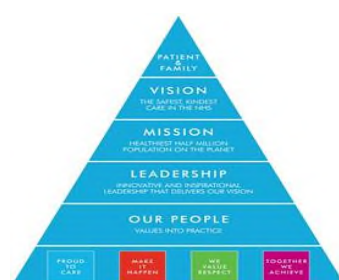 PATIENT
&
FAMILY
VISION
THE SAFEST, KINDEST
CARE IN THE NHS
MISSION
HEALTHIEST HALF MILLION
POPULATION ON THE PLANET
LEADERSHIP
INNOVATIVE AND INSPIRATIONAL
LEADERSHIP THAT DELIVERS OUR VISION
OUR PEOPLE
VALUES INTO PRACTICE
PROUD
TO
CARE
MAKE
IT
HAPPEN
WE
VALUE
RESPECT
TOGETHER
WE
ACHIEVE